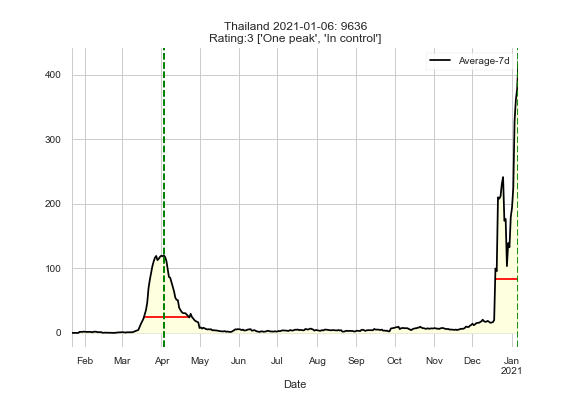 Thailand 2021-01-06: 9636
Rating:3 ['One peak', 'In control']
Average-7d
400
300
200
100
0
Feb Mar Apr May Jun Jul Aug Sep Oct Nov Dec Jan
2021
Date